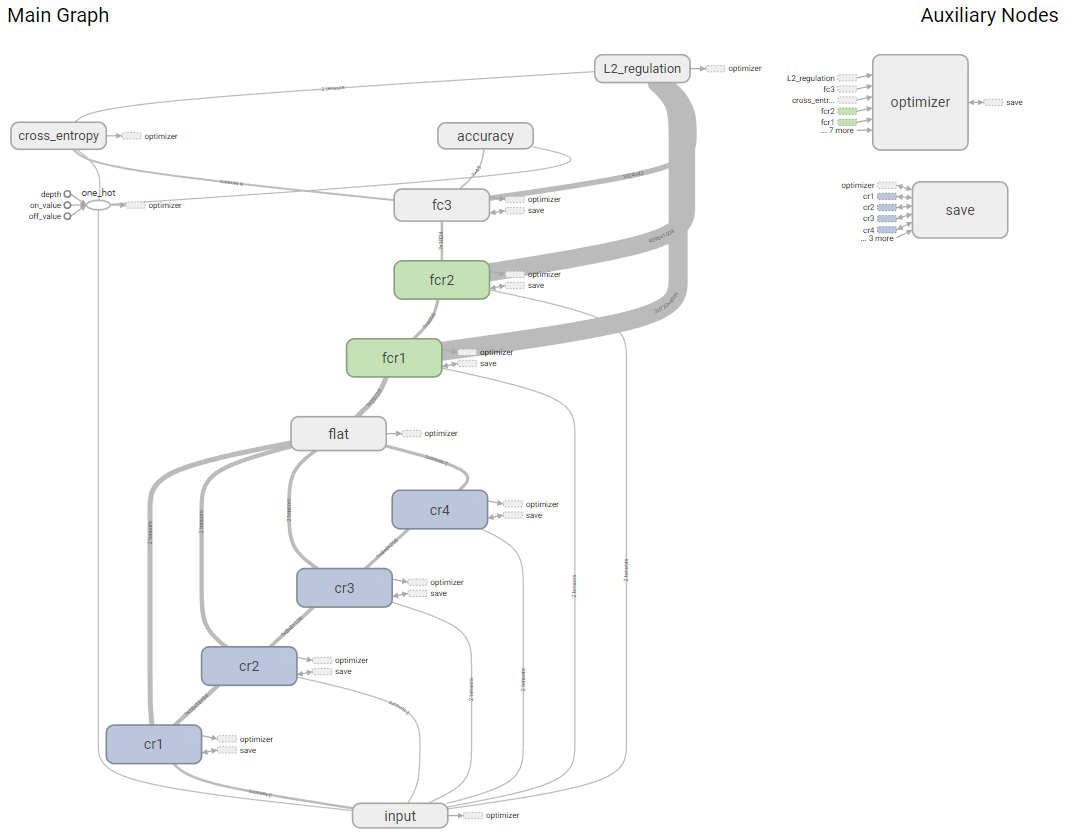 Main Graph
Auxiliary Nodes
L2_regulation
optimizer
2 tensors
cross_entropy
optimizer
accuracy
depth
on_value
off_value
one_hot
optimizer
fc3
optimizer
save
1024x43
fcr2
optimizer
save
fcr1
optimizer
save
flat
optimizer
2 tensors
cr4
optimizer
save
2 tensors
2 tensors
2 tensors
cr3
optimizer
save
2 tensors
2 tensors
cr2
optimizer
save
2 tensors
2 tensors
2 tensors
cr1
optimizer
save
input
optimizer
L2_regulation
fc3
cross_entr...
fcr2
fcr1
... 7 more
optimizer
save
optimizer
cr1
cr2
cr3
cr4
... 3 more
save